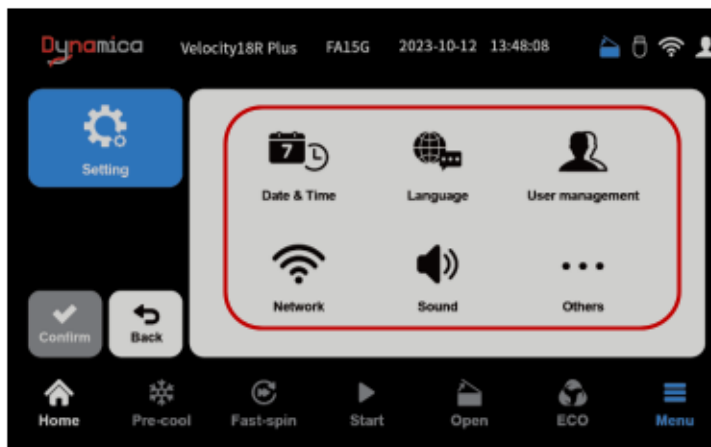 Dynamica Velocity18R Plus FA15G 2023-10-12 13:48:08
Setting
7
Date & Time Language User management
Network Sound Others
Confirm Back
Home Pre-cool Fast-spin Start Open ECO Menu